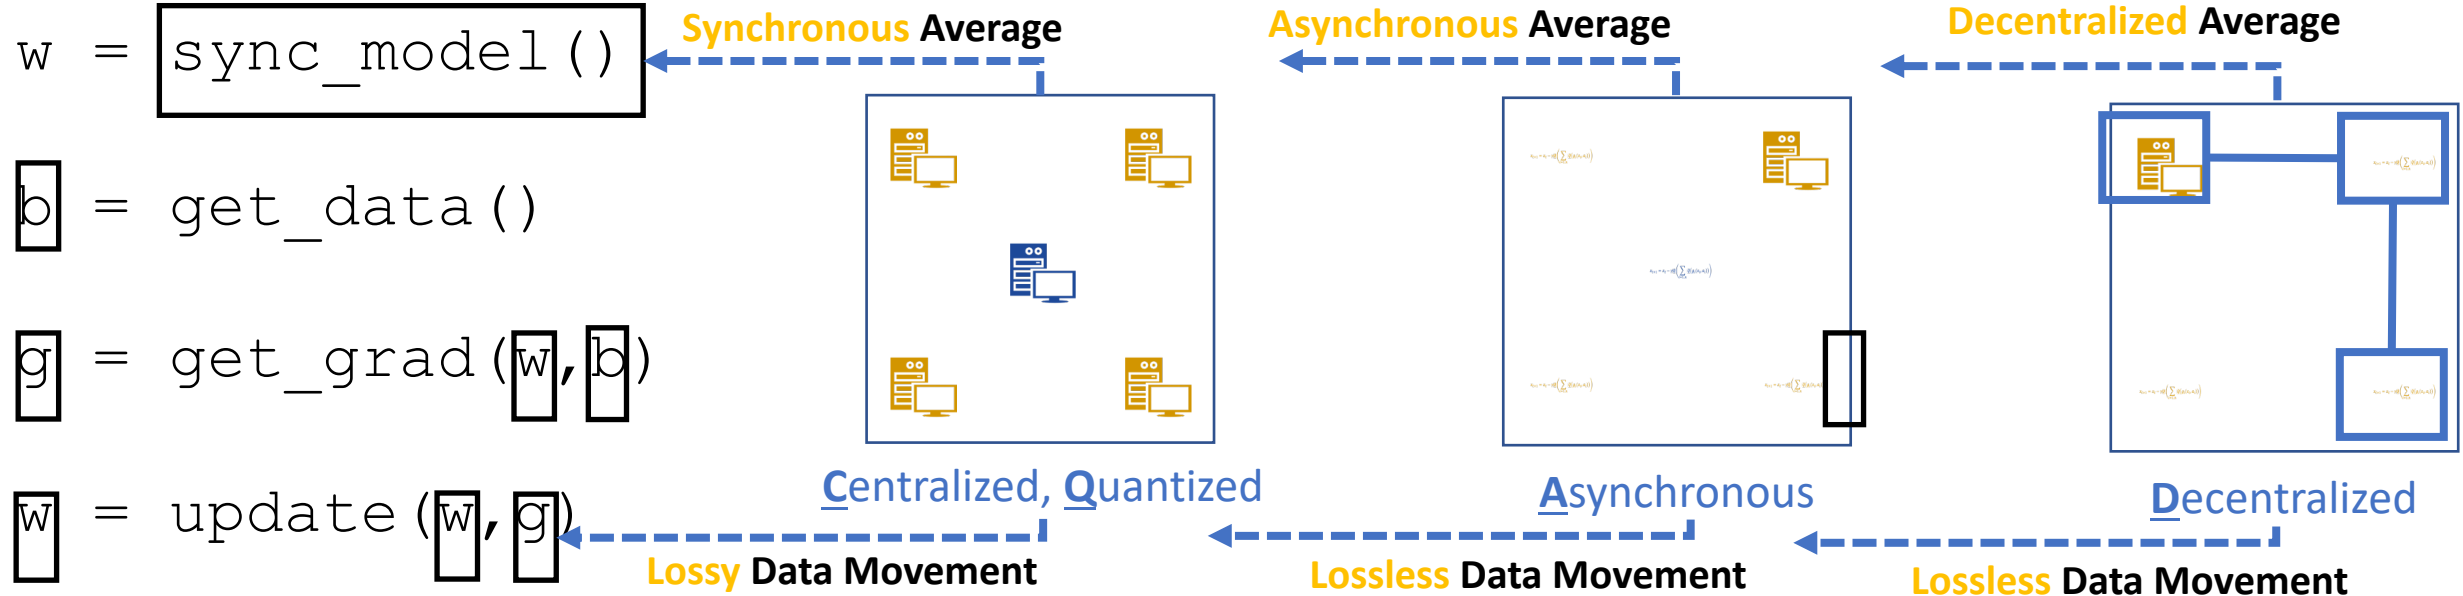 w = sync_model()
b = get_data()
g = get_grad(w,b)
w = update(w,g)
Synchronous Average
Centralized, Quantized
Lossy Data Movement
Asynchronous Average
Asynchronous
Lossless Data Movement
Decentralized Average
Decentralized
Lossless Data Movement